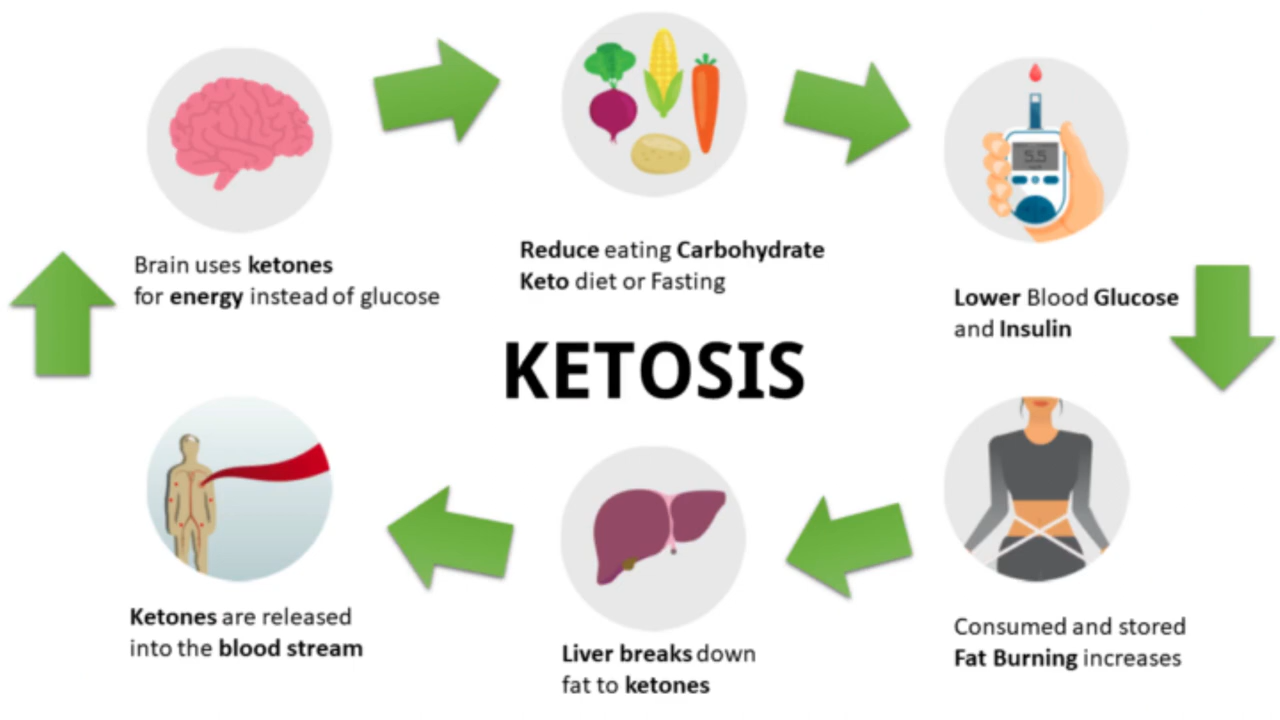 Brain uses ketones
for energy instead of glucose
Reduce eating Carbohydrate
Keto diet or Fasting
5.5
Lower Blood Glucose
and Insulin
KETOSIS
Ketones are released
into the blood stream
Liver breaks down
fat to ketones
Consumed and stored
Fat Burning increases